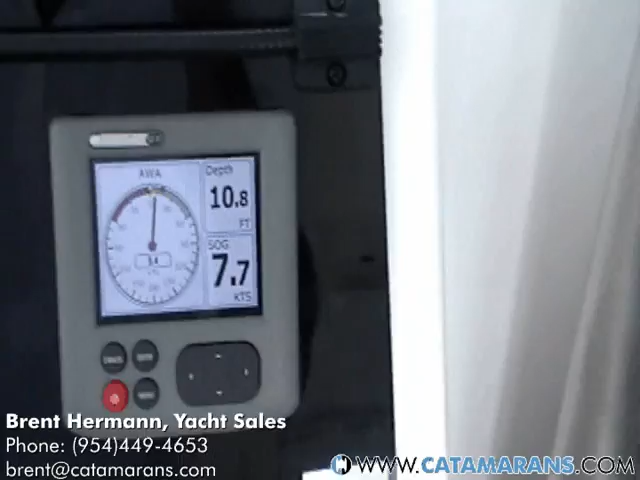 AWA
Depth
10.8
FT
SOG
7.7
KTS
Brent Hermann, Yacht Sales
Phone: (954)449-4653
brent@catamarans.com
WWW.CATAMARANS.COM